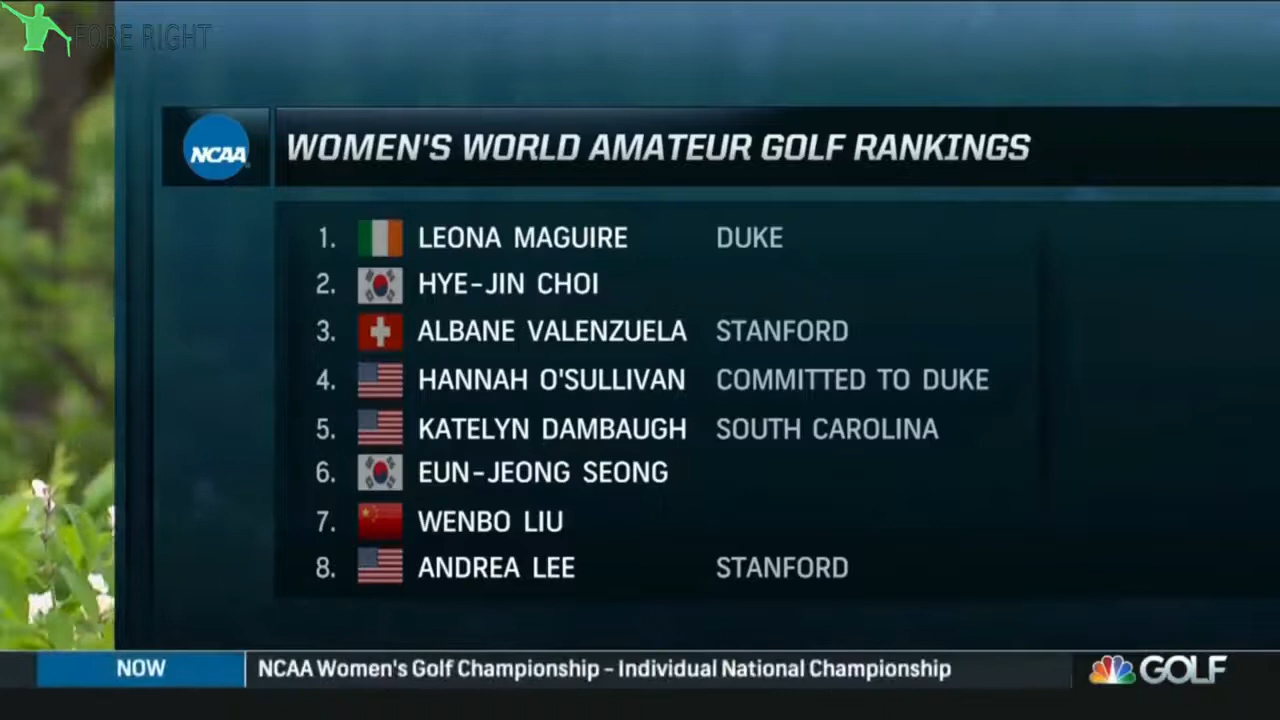 FORE RIGHT
NCAA WOMEN'S WORLD AMATEUR GOLF RANKINGS
1. LEONA MAGUIRE DUKE
2. HYE-JIN CHOI
3. ALBANE VALENZUELA STANFORD
4. HANNAH O'SULLIVAN COMMITTED TO DUKE
5. KATELYN DAMBAUGH SOUTH CAROLINA
6. EUN-JEONG SEONG
7. WENBO LIU
8. ANDREA LEE STANFORD
NOW NCAA Women's Golf Championship - Individual National Championship GOLF